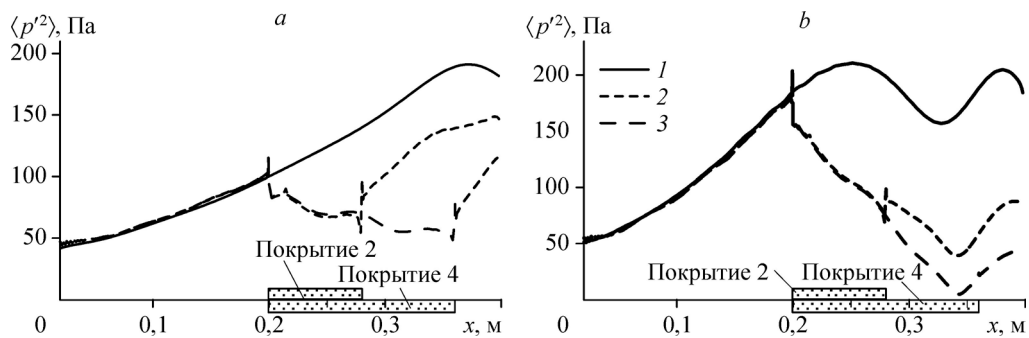 ⟨p′²⟩, Па
a
200
150
100
50
0
0,1
0,2
0,3
x, м
Покрытие 2
Покрытие 4
⟨p′²⟩, Па
b
200
150
100
50
0
0,1
0,2
0,3
x, м
1
2
3
Покрытие 2
Покрытие 4